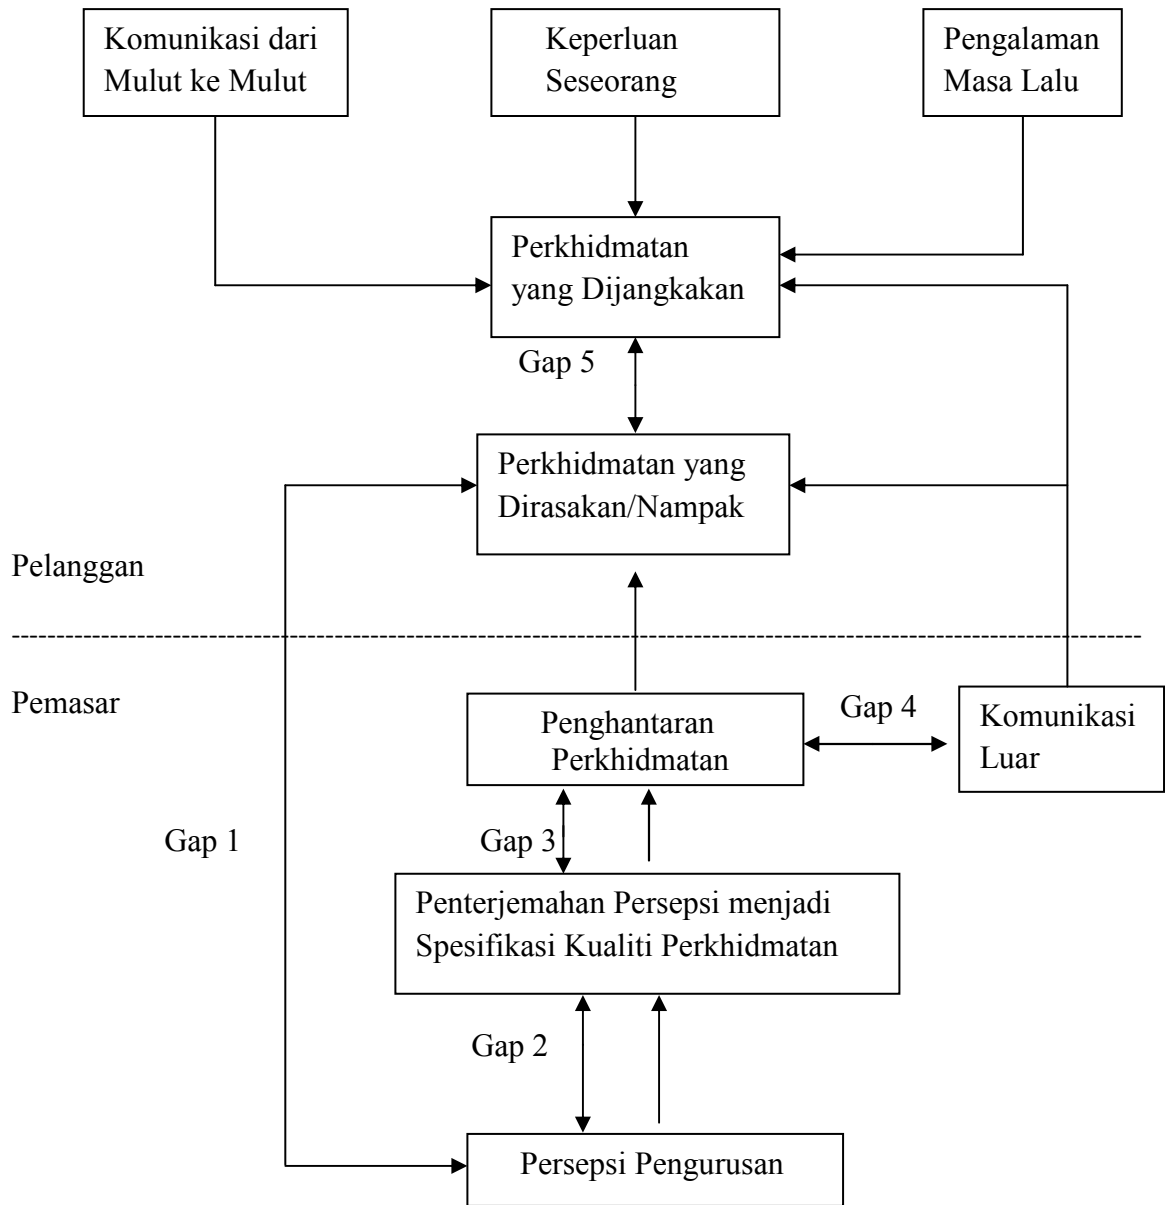 Komunikasi dari
Mulut ke Mulut
Keperluan
Seseorang
Pengalaman
Masa Lalu
Perkhidmatan
yang Dijangkakan
Gap 5
Perkhidmatan yang
Dirasakan/Nampak
Pelanggan
Pemasar
Penghantaran
Perkhidmatan
Gap 4
Komunikasi
Luar
Gap 1
Gap 3
Penterjemahan Persepsi menjadi
Spesifikasi Kualiti Perkhidmatan
Gap 2
Persepsi Pengurusan